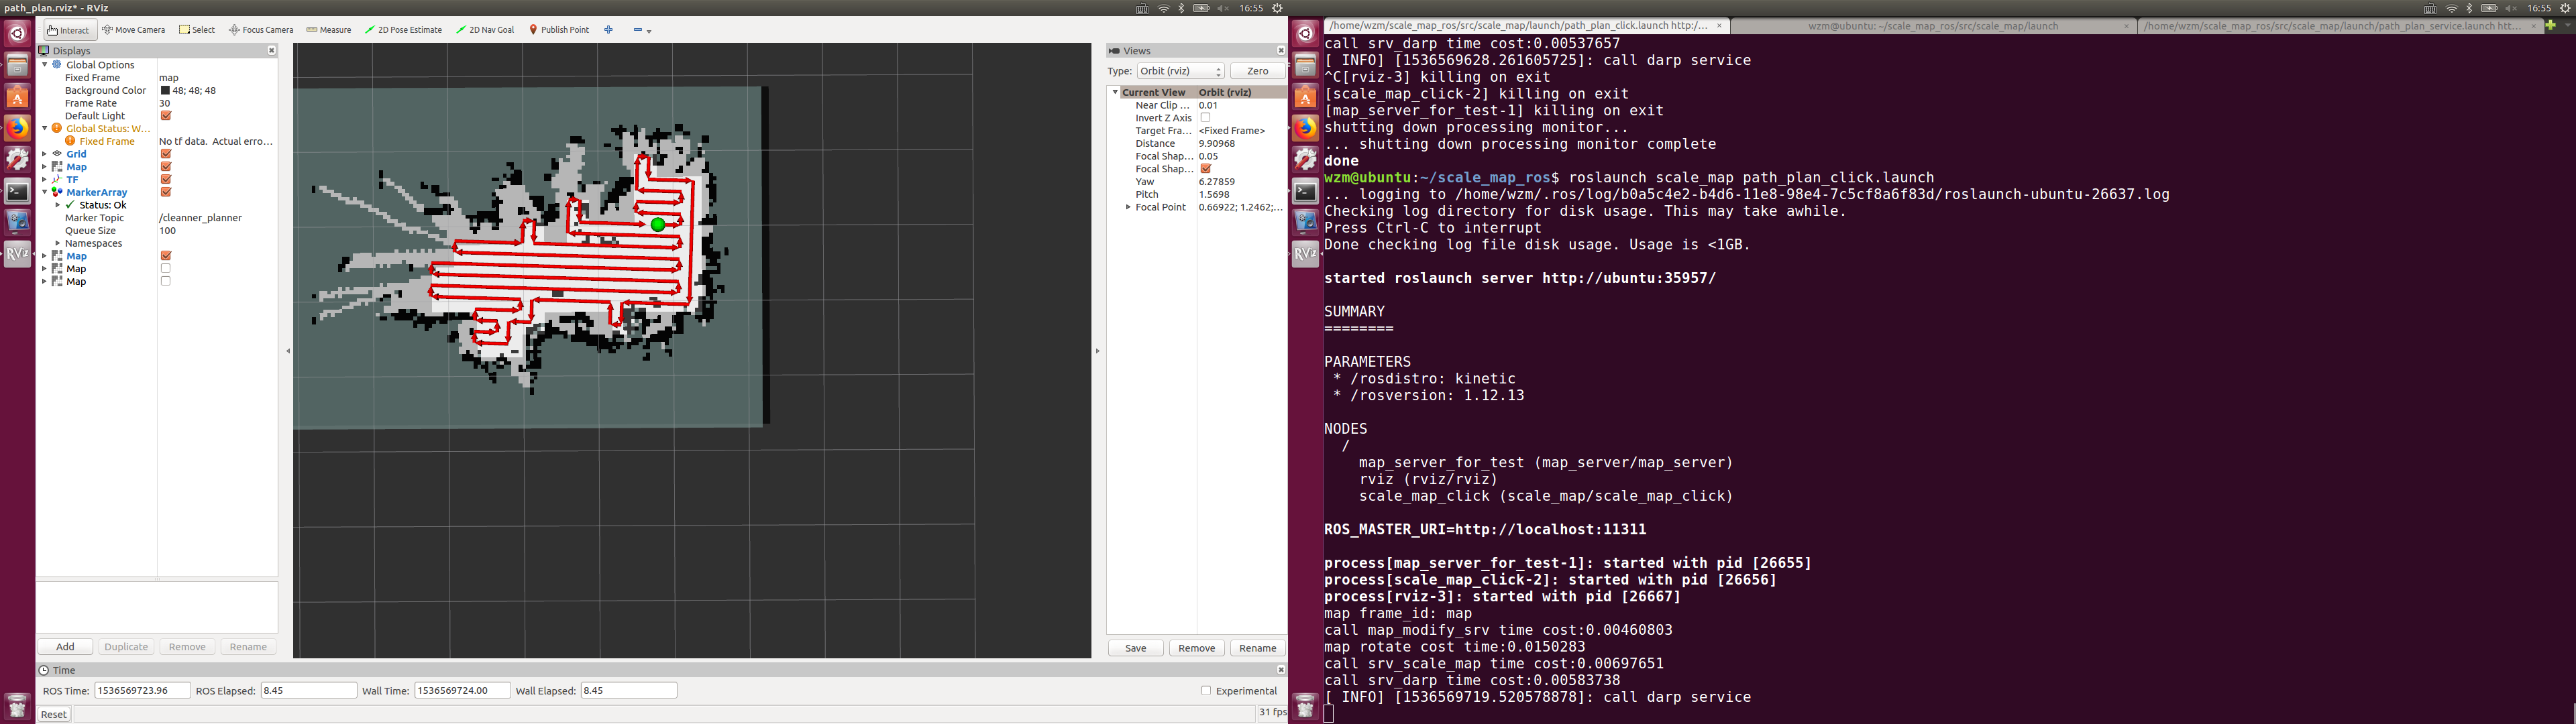 path_plan.rviz* - RViz
16:55
Interact Move Camera Select Focus Camera Measure 2D Pose Estimate 2D Nav Goal Publish Point
Displays
Global Options
Fixed Frame map
Background Color 48; 48; 48
Frame Rate 30
Default Light
Global Status: W...
Fixed Frame No tf data. Actual erro...
Grid
Map
TF
MarkerArray
Status: Ok
Marker Topic /cleanner_planner
Queue Size 100
Namespaces
Map
Map
Map
Add Duplicate Remove Rename
Views
Type: Orbit (rviz) Zero
Current View Orbit (rviz)
Near Clip ... 0.01
Invert Z Axis
Target Fra... <Fixed Frame>
Distance 9.90968
Focal Shap... 0.05
Focal Shap...
Yaw 6.27859
Pitch 1.5698
Focal Point 0.66922; 1.2462;...
Save Remove Rename
Time
ROS Time: 1536569723.96 ROS Elapsed: 8.45 Wall Time: 1536569724.00 Wall Elapsed: 8.45 Experimental
Reset 31 fps
16:55
/home/wzm/scale_map_ros/src/scale_map/launch/path_plan_click.launch http:/... wzm@ubuntu: ~/scale_map_ros/src/scale_map/launch /home/wzm/scale_map_ros/src/scale_map/launch/path_plan_service.launch htt...
call srv_darp time cost:0.00537657
[ INFO] [1536569628.261605725]: call darp service
^C[rviz-3] killing on exit
[scale_map_click-2] killing on exit
[map_server_for_test-1] killing on exit
shutting down processing monitor...
... shutting down processing monitor complete
done
wzm@ubuntu:~/scale_map_ros$ roslaunch scale_map path_plan_click.launch
... logging to /home/wzm/.ros/log/b0a5c4e2-b4d6-11e8-98e4-7c5cf8a6f83d/roslaunch-ubuntu-26637.log
Checking log directory for disk usage. This may take awhile.
Press Ctrl-C to interrupt
Done checking log file disk usage. Usage is <1GB.
started roslaunch server http://ubuntu:35957/
SUMMARY
========
PARAMETERS
* /rosdistro: kinetic
* /rosversion: 1.12.13
NODES
/
map_server_for_test (map_server/map_server)
rviz (rviz/rviz)
scale_map_click (scale_map/scale_map_click)
ROS_MASTER_URI=http://localhost:11311
process[map_server_for_test-1]: started with pid [26655]
process[scale_map_click-2]: started with pid [26656]
process[rviz-3]: started with pid [26667]
map frame_id: map
call map_modify_srv time cost:0.00460803
map rotate cost time:0.0150283
call srv_scale_map time cost:0.00697651
call srv_darp time cost:0.00583738
[ INFO] [1536569719.520578878]: call darp service